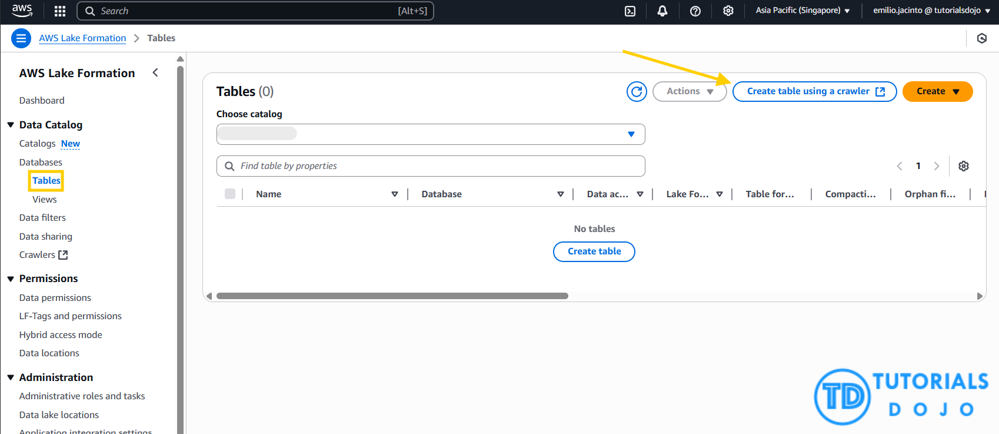 aws
Search [Alt+S] Asia Pacific (Singapore) emilio.jacinto @ tutorialsdojo
AWS Lake Formation > Tables
AWS Lake Formation
Dashboard
Data Catalog
Catalogs New
Databases
Tables
Views
Data filters
Data sharing
Crawlers
Permissions
Data permissions
LF-Tags and permissions
Hybrid access mode
Data locations
Administration
Administrative roles and tasks
Data lake locations
Application integration settings
Tables (0)
Actions Create table using a crawler Create
Choose catalog
Find table by properties
1
Name Database Data ac... Lake Fo... Table for... Compacti... Orphan fi...
No tables
Create table
TD TUTORIALS
DOJO